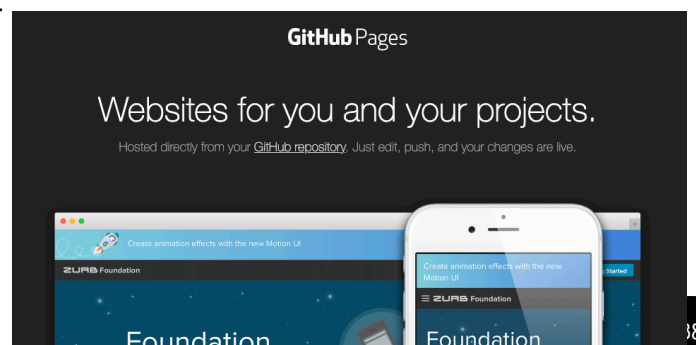 GitHub Pages
Websites for you and your projects.
Hosted directly from your GitHub repository. Just edit, push, and your changes are live.
Create animation effects with the new Motion UI
ZURB Foundation
Started
Foundation
Create animation effects with the new
Motion UI
ZURB Foundation
Foundation